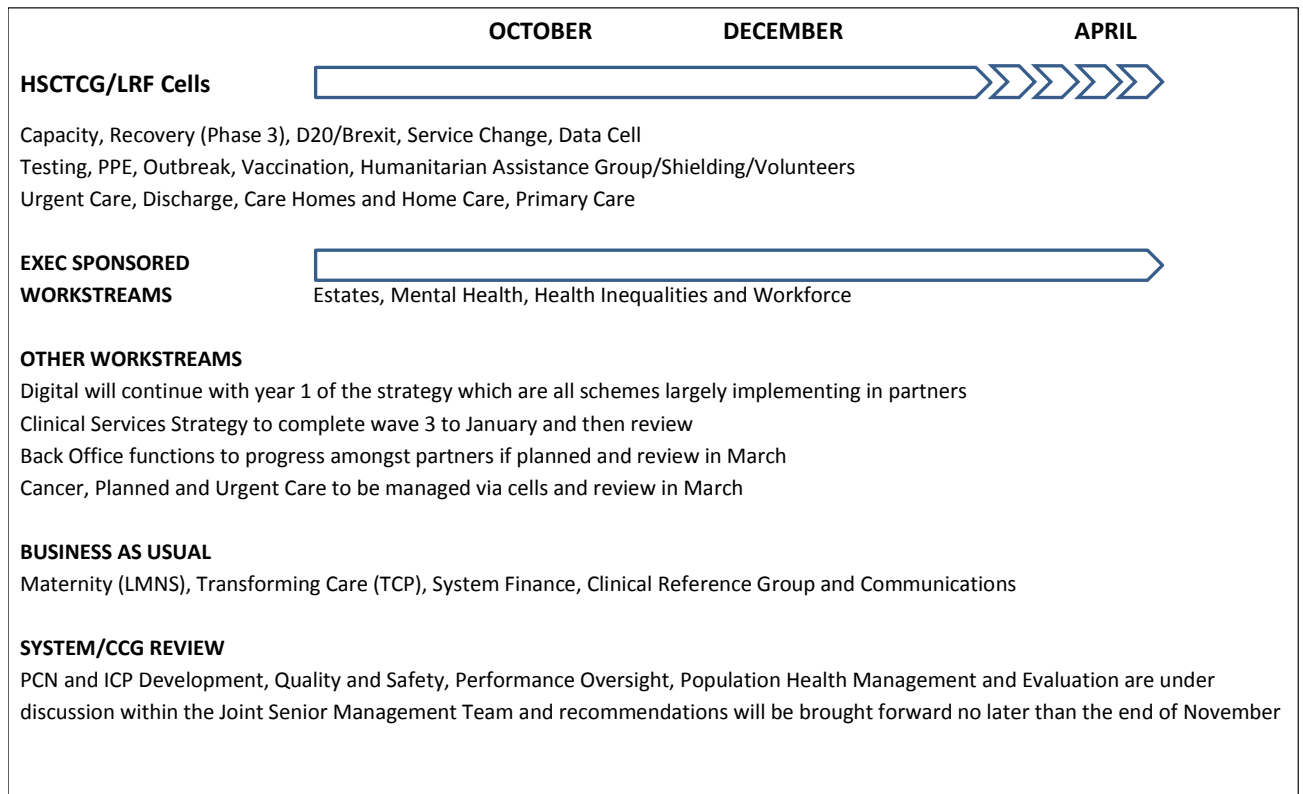 OCTOBER DECEMBER APRIL
HSCTCG/LRF Cells
Capacity, Recovery (Phase 3), D20/Brexit, Service Change, Data Cell
Testing, PPE, Outbreak, Vaccination, Humanitarian Assistance Group/Shielding/Volunteers
Urgent Care, Discharge, Care Homes and Home Care, Primary Care
EXEC SPONSORED
WORKSTREAMS Estates, Mental Health, Health Inequalities and Workforce
OTHER WORKSTREAMS
Digital will continue with year 1 of the strategy which are all schemes largely implementing in partners
Clinical Services Strategy to complete wave 3 to January and then review
Back Office functions to progress amongst partners if planned and review in March
Cancer, Planned and Urgent Care to be managed via cells and review in March
BUSINESS AS USUAL
Maternity (LMNS), Transforming Care (TCP), System Finance, Clinical Reference Group and Communications
SYSTEM/CCG REVIEW
PCN and ICP Development, Quality and Safety, Performance Oversight, Population Health Management and Evaluation are under
discussion within the Joint Senior Management Team and recommendations will be brought forward no later than the end of November